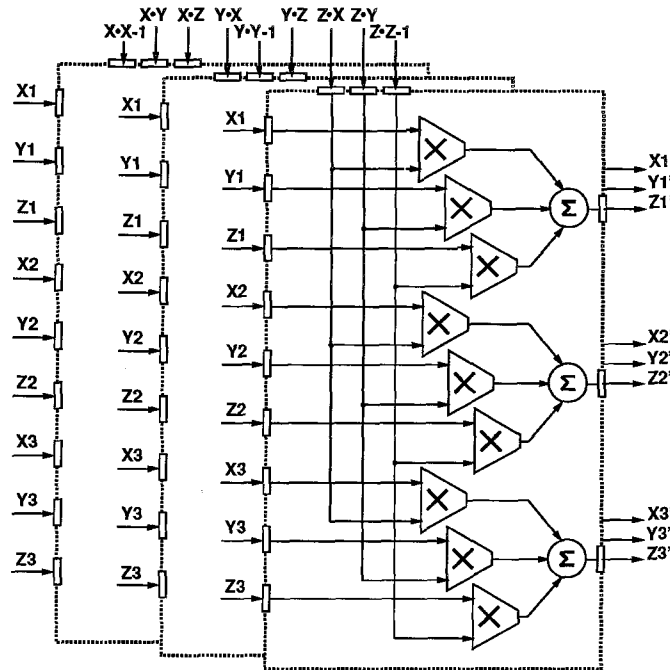 X•X-1 X•Y X•Z Y•X Y•Y-1 Y•Z Z•X Z•Y Z•Z-1
X1 X1 X1
Y1 Y1 Y1
Z1 Z1 Z1
X2 X2 X2
Y2 Y2 Y2
Z2 Z2 Z2
X3 X3 X3
Y3 Y3 Y3
Z3 Z3 Z3
X
X
X
Σ
X1
Y1'
Z1
X
X
X
Σ
X2
Y2'
Z2'
X
X
X
Σ
X3
Y3'
Z3'